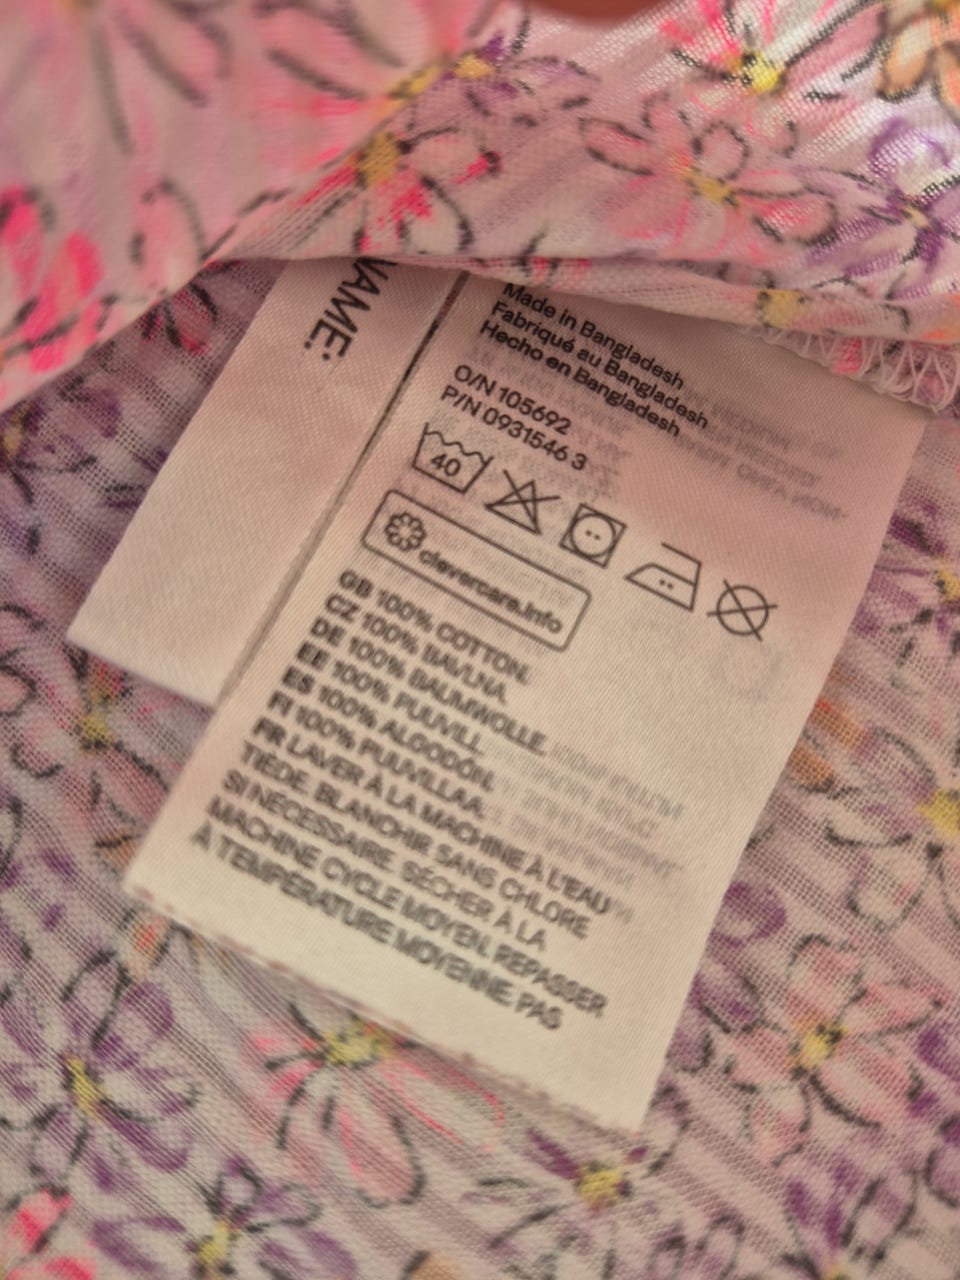 NAME:
Made in Bangladesh
Fabriqué au Bangladesh
Hecho en Bangladesh
O/N 105692
P/N 0931546 3
40
clevercare.info
GB 100% COTTON.
CZ 100% BAVLNA.
DE 100% BAUMWOLLE.
EE 100% PUUVILL.
ES 100% ALGODÓN.
FI 100% PUUVILLAA.
FR LAVER À LA MACHINE À L'EAU
TIÈDE. BLANCHIR SANS CHLORE
SI NÉCESSAIRE. SÉCHER À LA
MACHINE CYCLE MOYEN. REPASSER
À TEMPÉRATURE MOYENNE. PAS